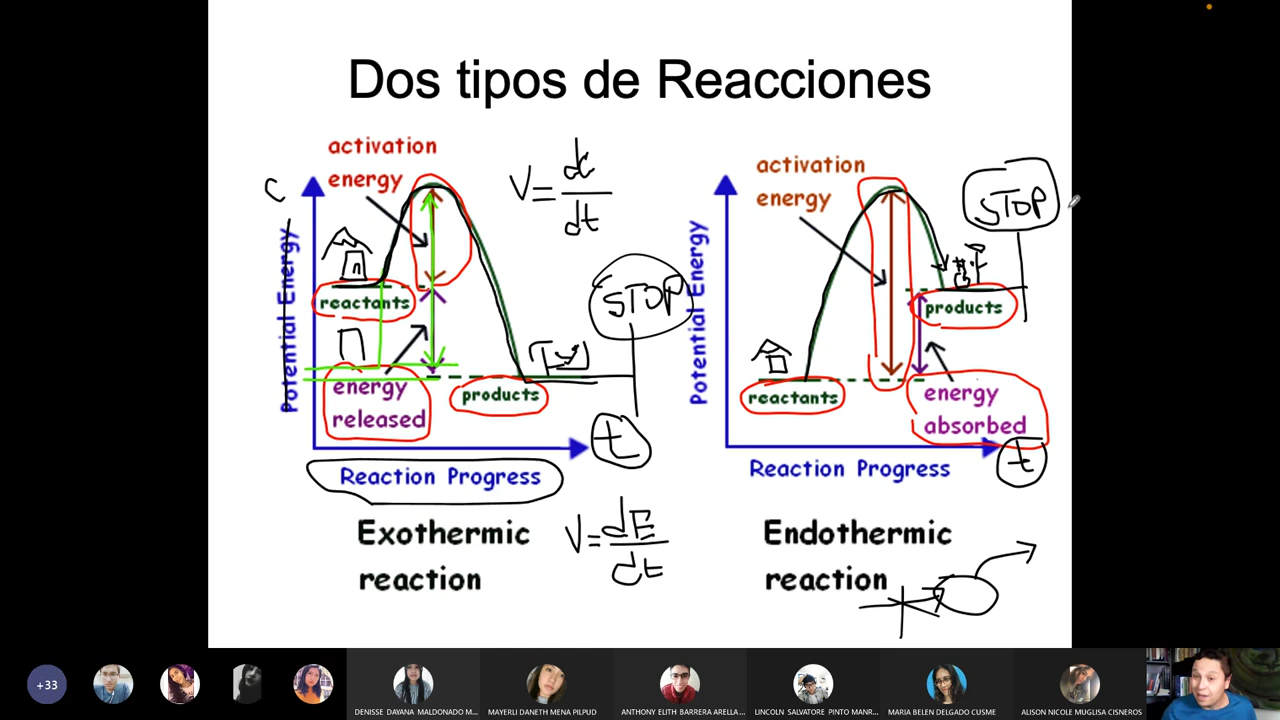 Dos tipos de Reacciones
activation
energy
C
Potential Energy
reactants
energy
released
products
V = dc/dt
STOP
t
Reaction Progress
Exothermic
reaction
V = dE/dt
activation
energy
Potential Energy
STOP
products
reactants
energy
absorbed
t
Reaction Progress
Endothermic
reaction
+33
DENISSE DAYANA MALDONADO M...
MAYERLI DANETH MENA PILPUD
ANTHONY ELITH BARRERA ARELLA...
LINCOLN SALVATORE PINTO MANR...
MARIA BELEN DELGADO CUSME
ALISON NICOLE MUGLISA CISNEROS